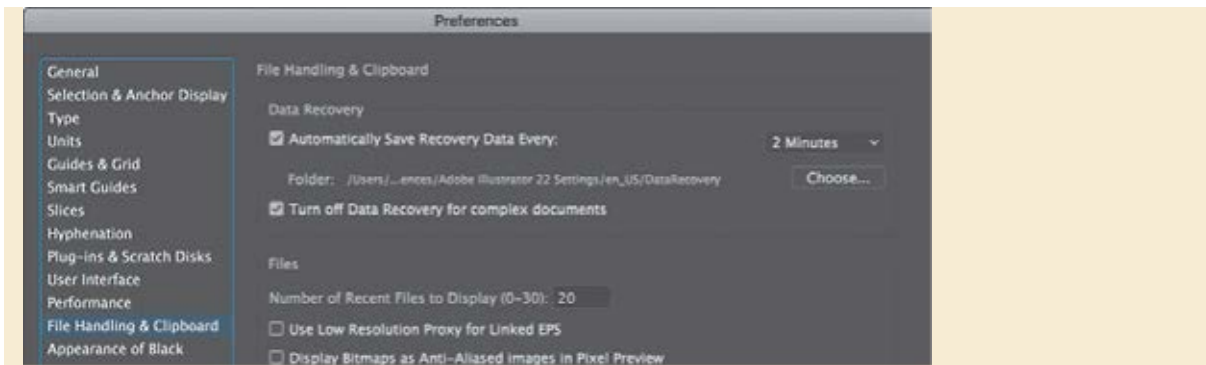 Preferences
General
Selection & Anchor Display
Type
Units
Guides & Grid
Smart Guides
Slices
Hyphenation
Plug-ins & Scratch Disks
User Interface
Performance
File Handling & Clipboard
Appearance of Black
File Handling & Clipboard
Data Recovery
Automatically Save Recovery Data Every: 2 Minutes
Folder: /Users/...ences/Adobe Illustrator 22 Settings/en_US/DataRecovery Choose...
Turn off Data Recovery for complex documents
Files
Number of Recent Files to Display (0-30): 20
Use Low Resolution Proxy for Linked EPS
Display Bitmaps as Anti-Aliased images in Pixel Preview